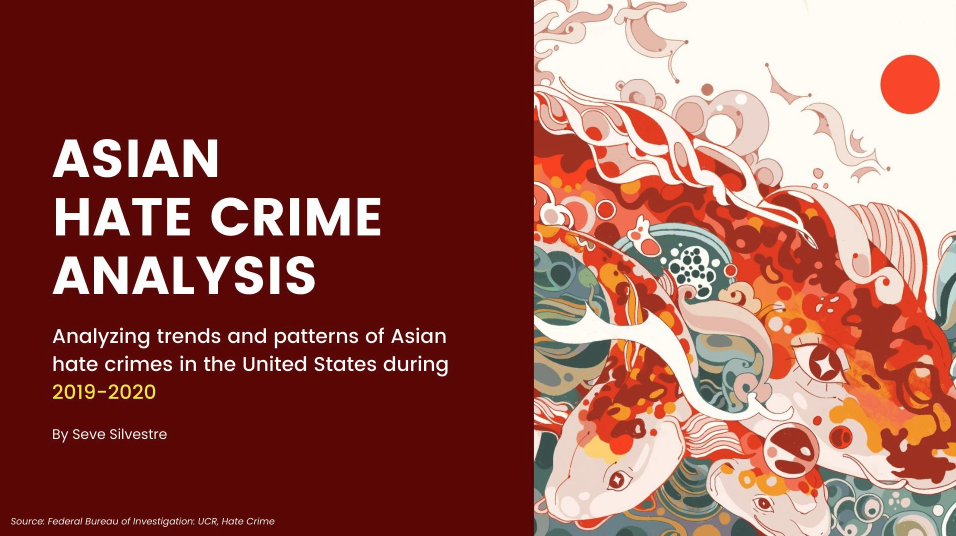 ASIAN
HATE CRIME
ANALYSIS
Analyzing trends and patterns of Asian
hate crimes in the United States during
2019-2020
By Seve Silvestre
Source: Federal Bureau of Investigation: UCR, Hate Crime